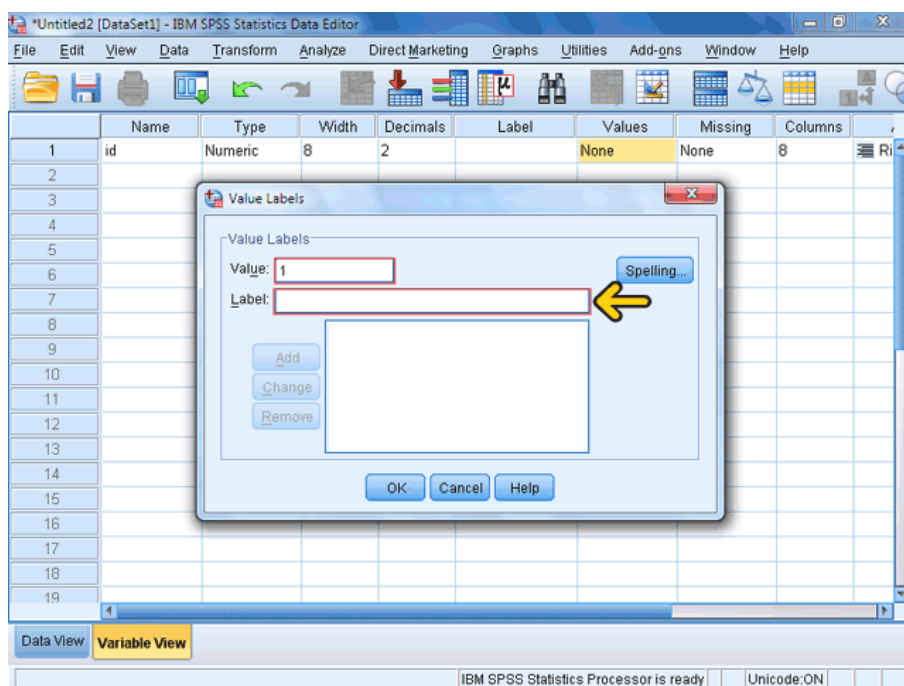 *Untitled2 [DataSet1] - IBM SPSS Statistics Data Editor
File Edit View Data Transform Analyze Direct Marketing Graphs Utilities Add-ons Window Help
Name Type Width Decimals Label Values Missing Columns
1 id Numeric 8 2 None None 8 Ri
2
3
4
5
6
7
8
9
10
11
12
13
14
15
16
17
18
19
Value Labels
Value Labels
Value: 1
Spelling...
Label:
Add
Change
Remove
OK Cancel Help
Data View Variable View
IBM SPSS Statistics Processor is ready Unicode:ON